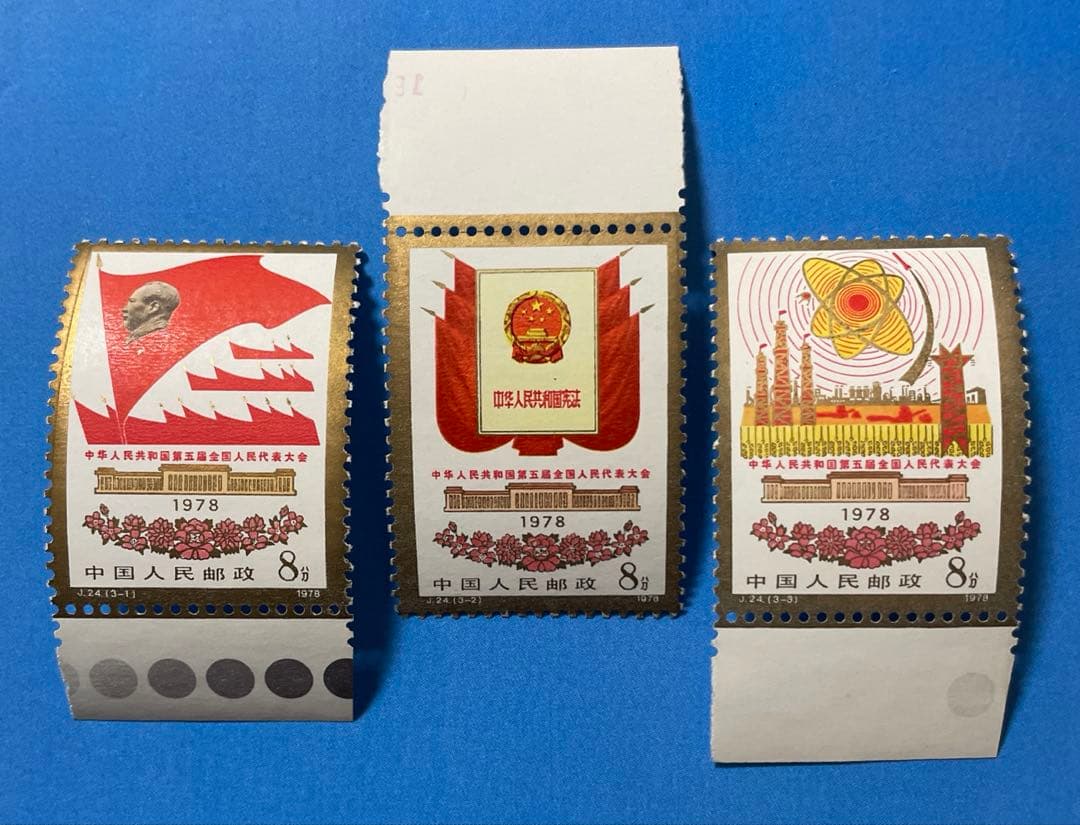 中华人民共和国第五届全国人民代表大会
1978
中国人民邮政 8分
J.24.(3-1) 1978
中华人民共和国宪法
中华人民共和国第五届全国人民代表大会
1978
中国人民邮政 8分
J.24.(3-2) 1978
中华人民共和国第五届全国人民代表大会
1978
中国人民邮政 8分
J.24.(3-3) 1978